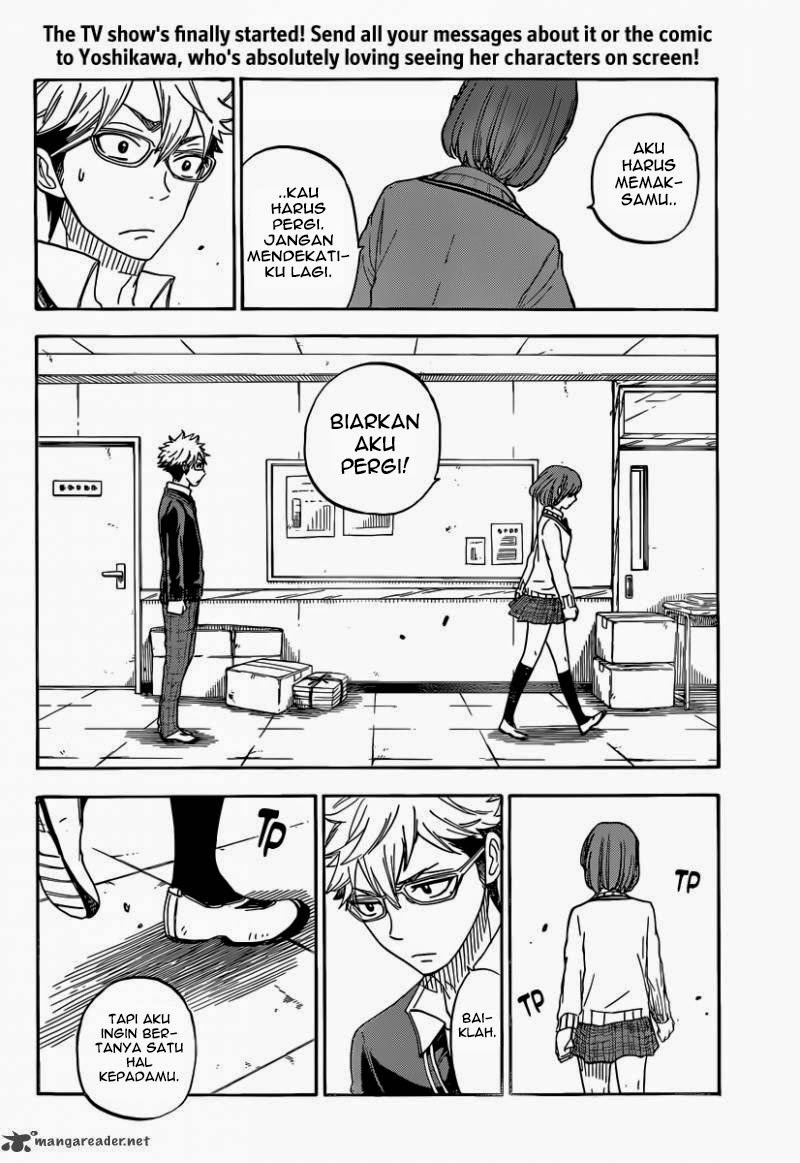 The TV show's finally started! Send all your messages about it or the comic
to Yoshikawa, who's absolutely loving seeing her characters on screen!
AKU
HARUS
MEMAK-
SAMU..
..KAU
HARUS
PERGI.
JANGAN
MENDEKATI-
KU LAGI.
BIARKAN
AKU
PERGI!
TP
TP
BAI-
KLAH.
TP
TAPI AKU
INGIN BER-
TANYA SATU
HAL
KEPADAMU.
mangareader.net